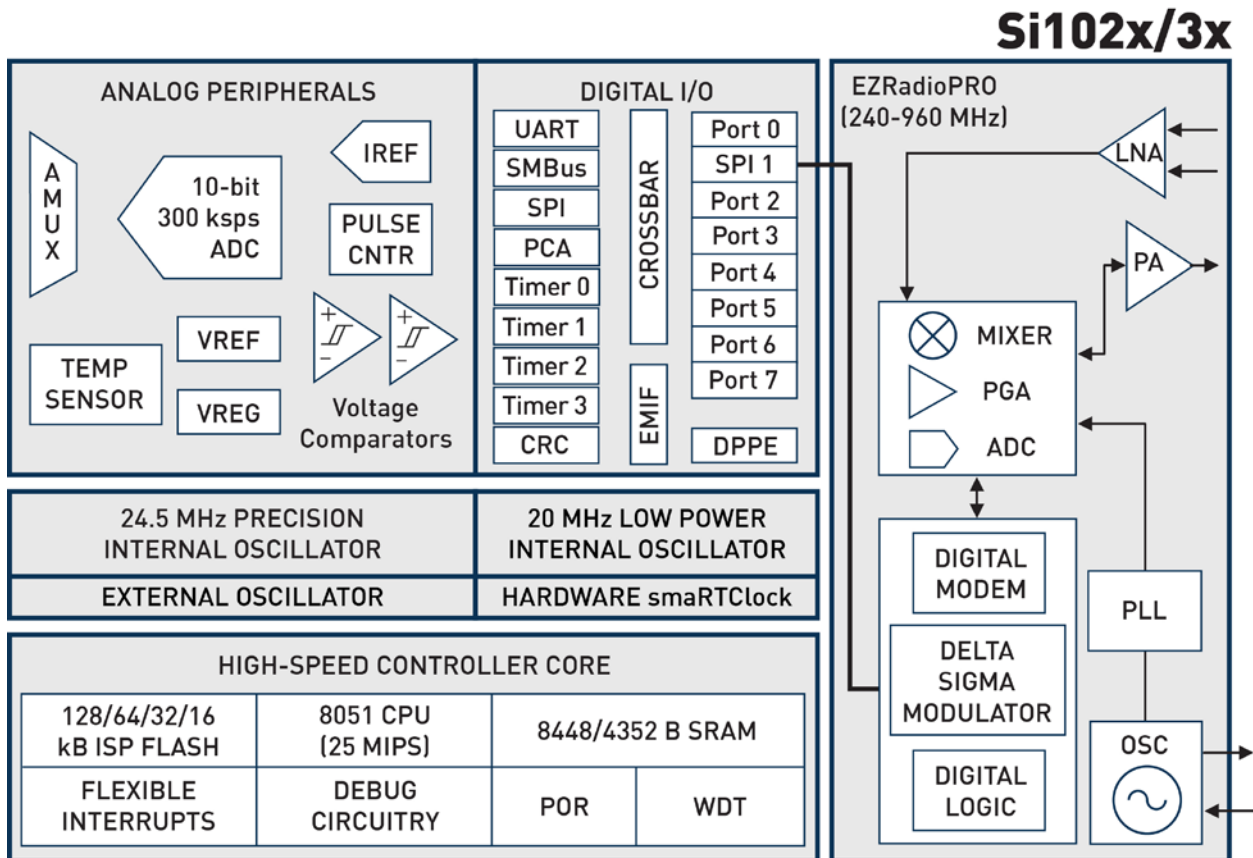 Si102x/3x
ANALOG PERIPHERALS
A
M
U
X
10-bit
300 ksps
ADC
IREF
PULSE
CNTR
TEMP
SENSOR
VREF
VREG
+
-
+
-
Voltage
Comparators
DIGITAL I/O
UART
SMBus
SPI
PCA
Timer 0
Timer 1
Timer 2
Timer 3
CRC
CROSSBAR
EMIF
Port 0
SPI 1
Port 2
Port 3
Port 4
Port 5
Port 6
Port 7
DPPE
24.5 MHz PRECISION
INTERNAL OSCILLATOR
20 MHz LOW POWER
INTERNAL OSCILLATOR
EXTERNAL OSCILLATOR
HARDWARE smaRTClock
HIGH-SPEED CONTROLLER CORE
128/64/32/16
kB ISP FLASH
8051 CPU
(25 MIPS)
8448/4352 B SRAM
FLEXIBLE
INTERRUPTS
DEBUG
CIRCUITRY
POR
WDT
EZRadioPRO
(240-960 MHz)
LNA
PA
MIXER
PGA
ADC
DIGITAL
MODEM
DELTA
SIGMA
MODULATOR
DIGITAL
LOGIC
PLL
OSC